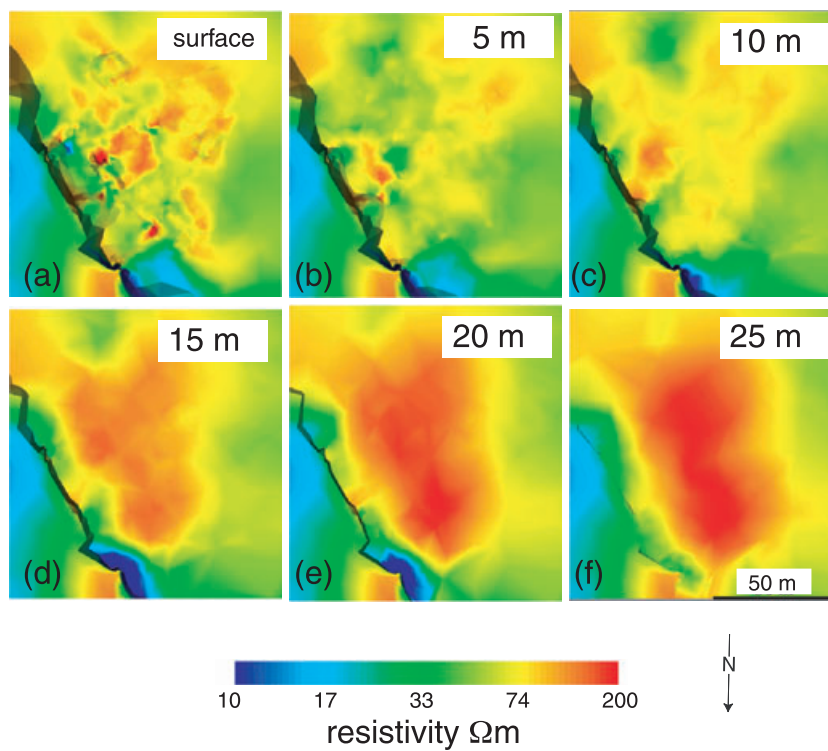 surface
5 m
10 m
(a)
(b)
(c)
15 m
20 m
25 m
(d)
(e)
(f)
50 m
N
10 17 33 74 200
resistivity Ωm